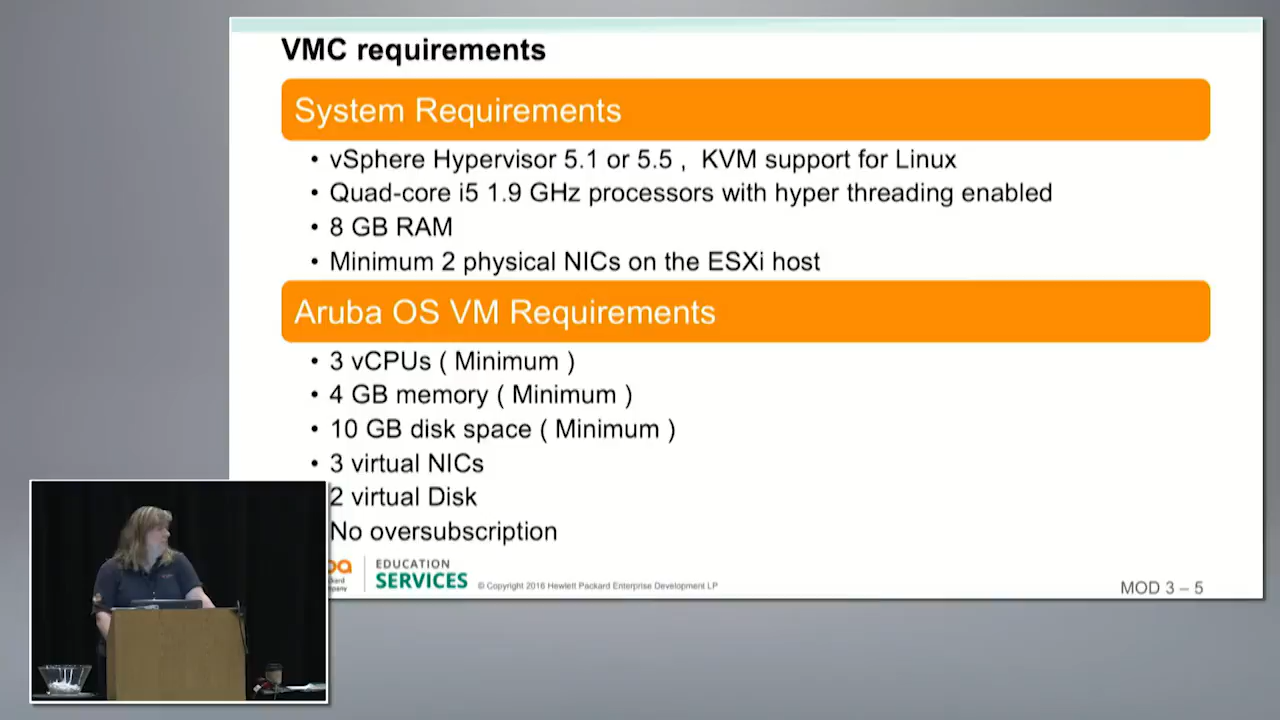 VMC requirements
System Requirements
• vSphere Hypervisor 5.1 or 5.5 , KVM support for Linux
• Quad-core i5 1.9 GHz processors with hyper threading enabled
• 8 GB RAM
• Minimum 2 physical NICs on the ESXi host
Aruba OS VM Requirements
• 3 vCPUs ( Minimum )
• 4 GB memory ( Minimum )
• 10 GB disk space ( Minimum )
• 3 virtual NICs
2 virtual Disk
No oversubscription
EDUCATION
SERVICES
© Copyright 2016 Hewlett Packard Enterprise Development LP
MOD 3 – 5